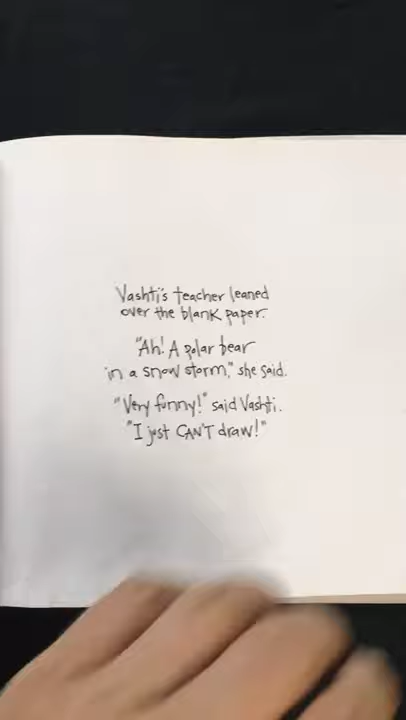 Vashti's teacher leaned
over the blank paper.
"Ah! A polar bear
in a snow storm," she said.
"Very funny!" said Vashti.
"I just CAN'T draw!"